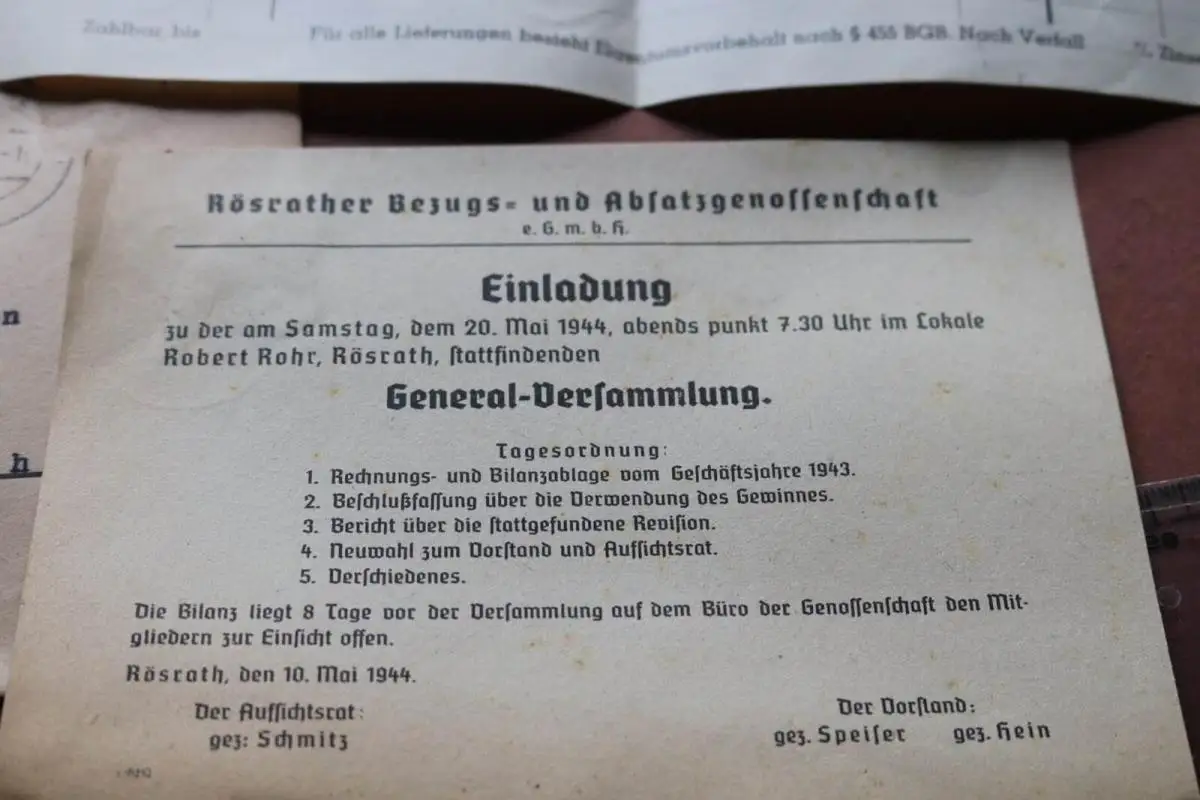 Zahlbar bis
Für alle Lieferungen besteht Eigentumsvorbehalt nach § 455 BGB. Nach Verfall % Zinsen
n
h
Rösrather Bezugs- und Absatzgenossenschaft
e. G. m. b. H.
Einladung
zu der am Samstag, dem 20. Mai 1944, abends punkt 7.30 Uhr im Lokale
Robert Rohr, Rösrath, stattfindenden
General-Versammlung.
Tagesordnung:
1. Rechnungs- und Bilanzablage vom Geschäftsjahre 1943.
2. Beschlußfassung über die Verwendung des Gewinnes.
3. Bericht über die stattgefundene Revision.
4. Neuwahl zum Vorstand und Aufsichtsrat.
5. Verschiedenes.
Die Bilanz liegt 8 Tage vor der Versammlung auf dem Büro der Genossenschaft den Mit-
gliedern zur Einsicht offen.
Rösrath, den 10. Mai 1944.
Der Aufsichtsrat:
gez: Schmitz
Der Vorstand:
gez. Speiser gez. Hein